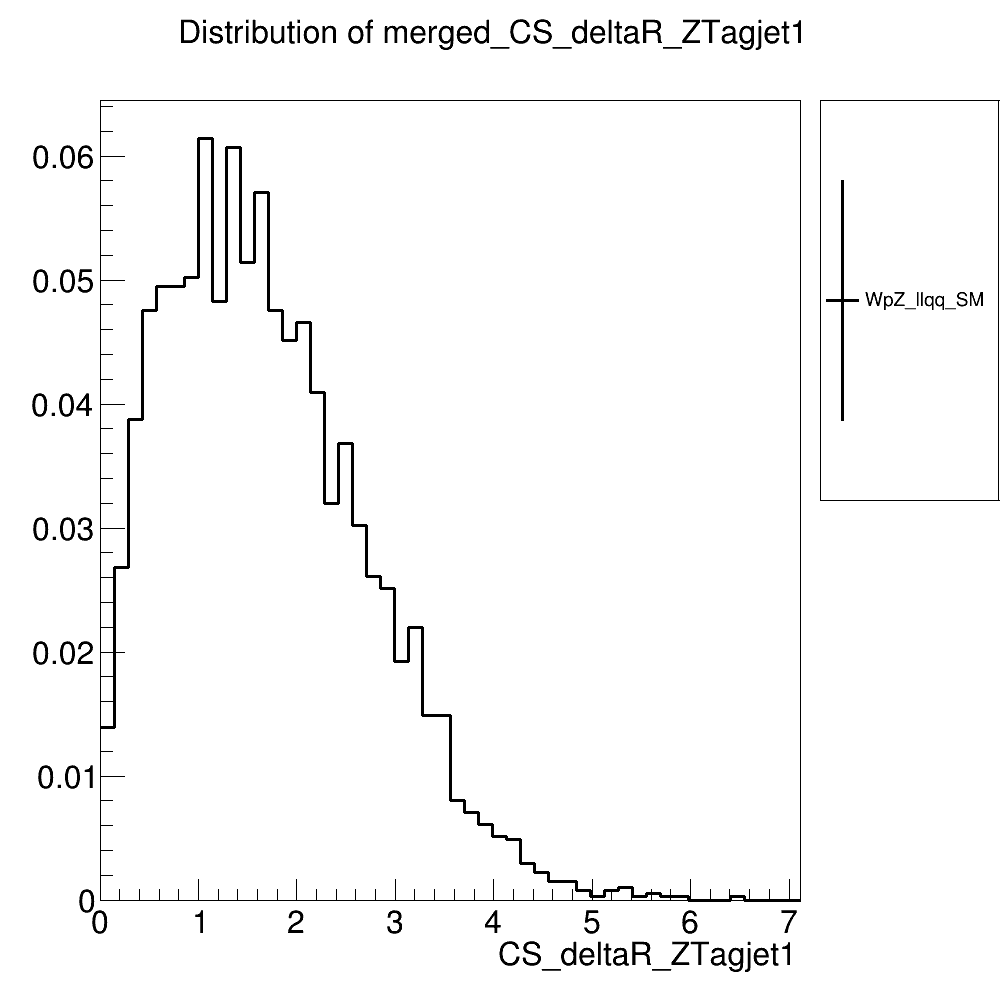 Distribution of merged_CS_deltaR_ZTagjet1
0.06
0.05
0.04
0.03
0.02
0.01
0
0 1 2 3 4 5 6 7
CS_deltaR_ZTagjet1
WpZ_llqq_SM